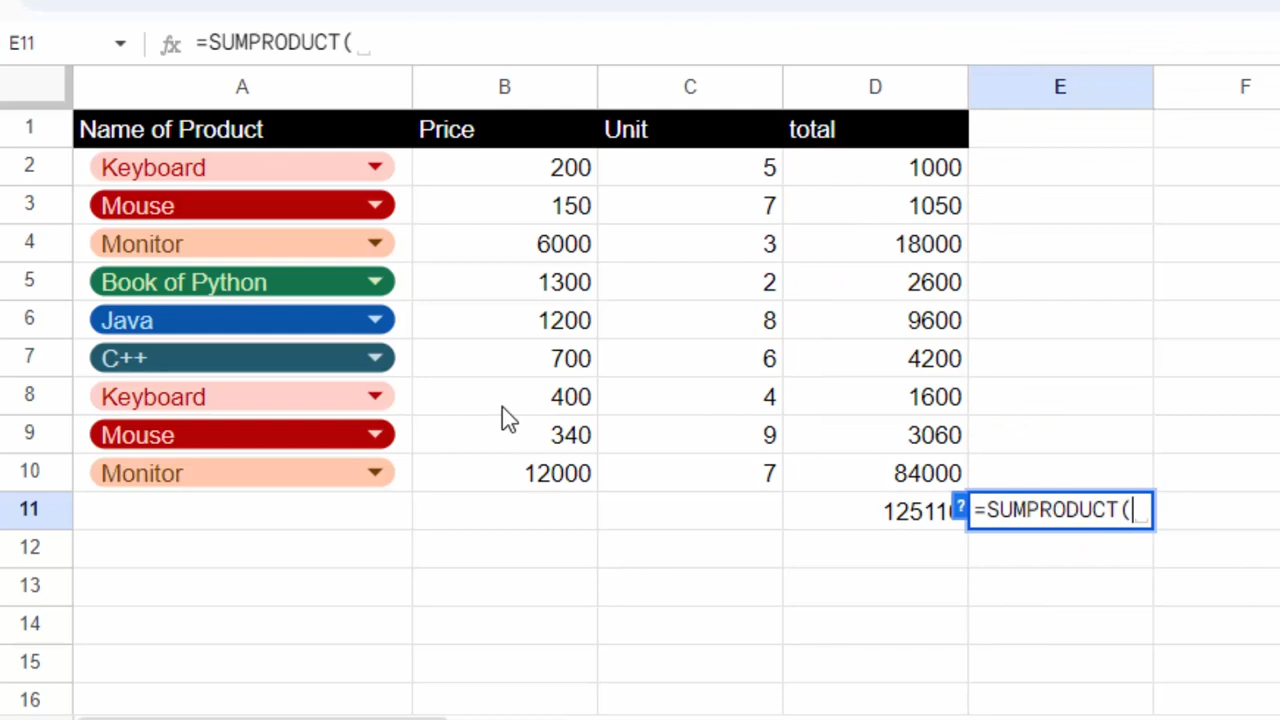 E11 fx =SUMPRODUCT(
A B C D E F
1 Name of Product Price Unit total
2 Keyboard 200 5 1000
3 Mouse 150 7 1050
4 Monitor 6000 3 18000
5 Book of Python 1300 2 2600
6 Java 1200 8 9600
7 C++ 700 6 4200
8 Keyboard 400 4 1600
9 Mouse 340 9 3060
10 Monitor 12000 7 84000
11 125110 ? =SUMPRODUCT(
12
13
14
15
16